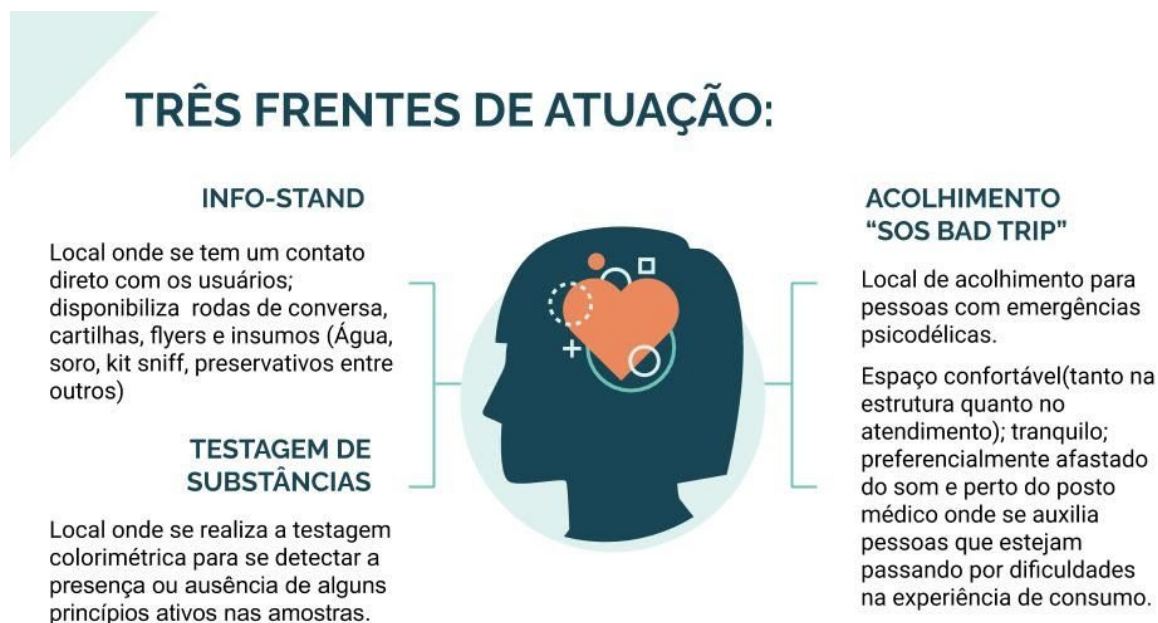 TRÊS FRENTES DE ATUAÇÃO:
INFO-STAND
Local onde se tem um contato
direto com os usuários;
disponibiliza rodas de conversa,
cartilhas, flyers e insumos (Água,
soro, kit sniff, preservativos entre
outros)
TESTAGEM DE
SUBSTÂNCIAS
Local onde se realiza a testagem
colorimétrica para se detectar a
presença ou ausência de alguns
princípios ativos nas amostras.
ACOLHIMENTO
“SOS BAD TRIP”
Local de acolhimento para
pessoas com emergências
psicodélicas.
Espaço confortável(tanto na
estrutura quanto no
atendimento); tranquilo;
preferencialmente afastado
do som e perto do posto
médico onde se auxilia
pessoas que estejam
passando por dificuldades
na experiência de consumo.